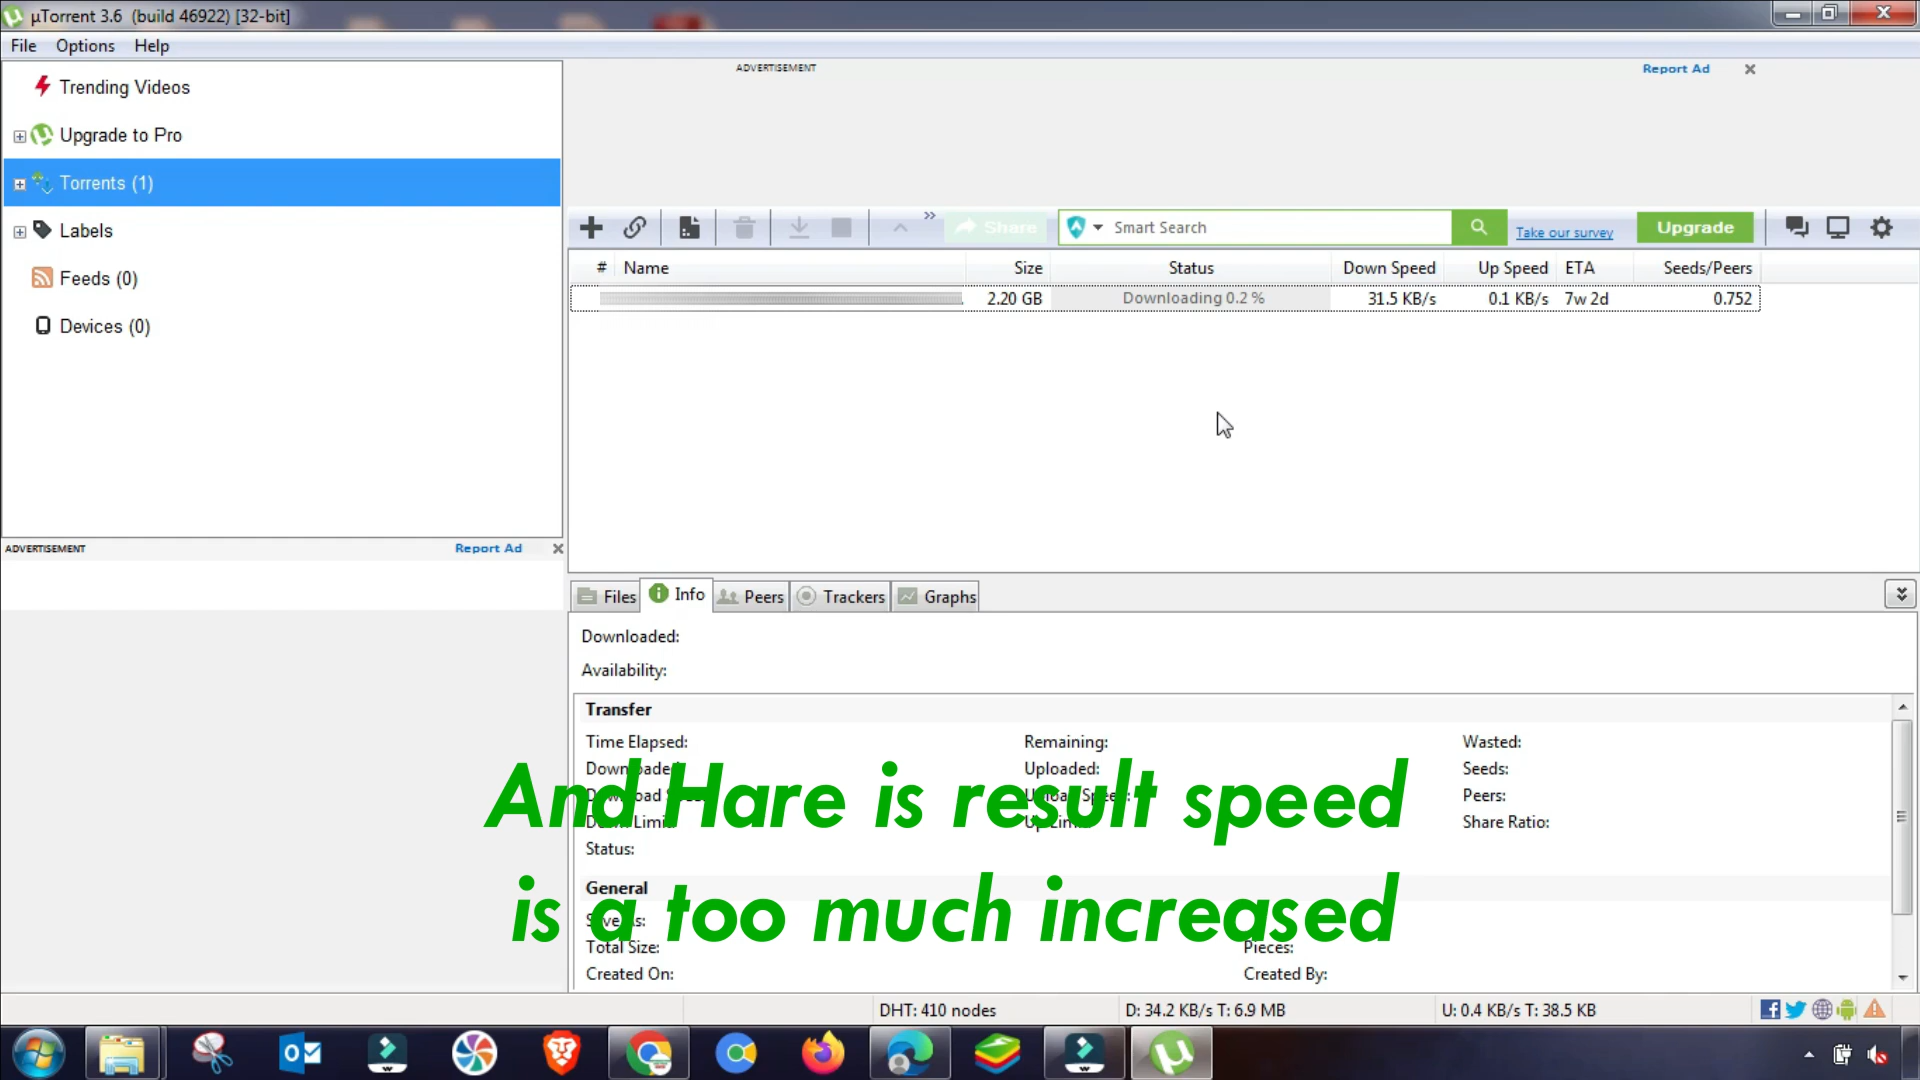 µTorrent 3.6 (build 46922) [32-bit]
File Options Help
Trending Videos
Upgrade to Pro
Torrents (1)
Labels
Feeds (0)
Devices (0)
ADVERTISEMENT Report Ad
ADVERTISEMENT Report Ad
Share Smart Search Take our survey Upgrade
# Name Size Status Down Speed Up Speed ETA Seeds/Peers
2.20 GB Downloading 0.2 % 31.5 KB/s 0.1 KB/s 7w 2d 0.752
Files Info Peers Trackers Graphs
Downloaded:
Availability:
Transfer
Time Elapsed: Remaining: Wasted:
Uploaded: Seeds:
Peers:
Share Ratio:
Status:
And Hare is result speed
is a too much increased
General
Total Size: Pieces:
Created On: Created By:
DHT: 410 nodes D: 34.2 KB/s T: 6.9 MB U: 0.4 KB/s T: 38.5 KB